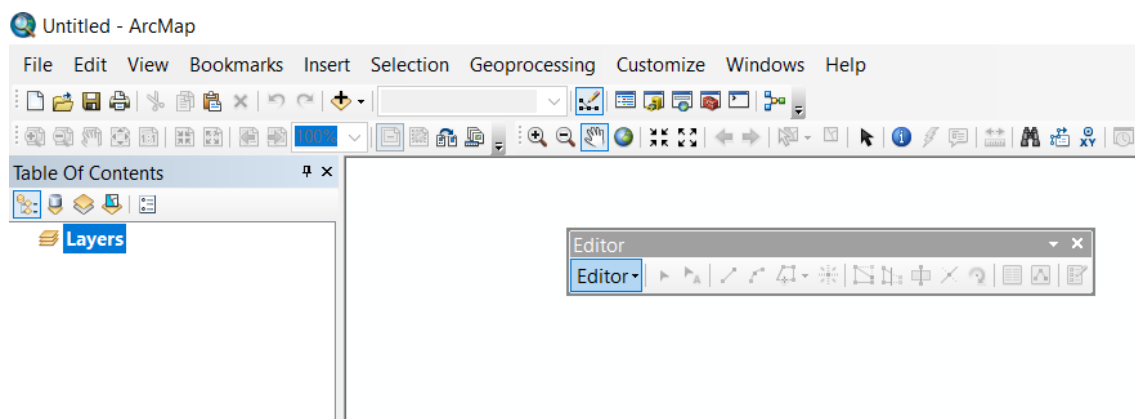 Untitled - ArcMap
File Edit View Bookmarks Insert Selection Geoprocessing Customize Windows Help
100%
XY
Table Of Contents
Layers
Editor
Editor